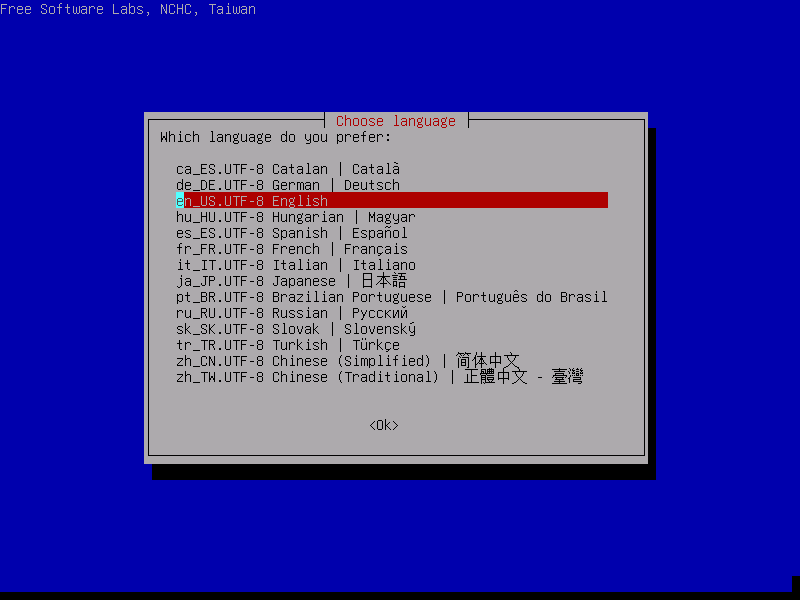 Free Software Labs, NCHC, Taiwan
Choose language
Which language do you prefer:
ca_ES.UTF-8 Catalan | Català
de_DE.UTF-8 German | Deutsch
en_US.UTF-8 English
hu_HU.UTF-8 Hungarian | Magyar
es_ES.UTF-8 Spanish | Español
fr_FR.UTF-8 French | Français
it_IT.UTF-8 Italian | Italiano
ja_JP.UTF-8 Japanese | 日本語
pt_BR.UTF-8 Brazilian Portuguese | Português do Brasil
ru_RU.UTF-8 Russian | Русский
sk_SK.UTF-8 Slovak | Slovenský
tr_TR.UTF-8 Turkish | Türkçe
zh_CN.UTF-8 Chinese (Simplified) | 简体中文
zh_TW.UTF-8 Chinese (Traditional) | 正體中文 - 臺灣
<Ok>